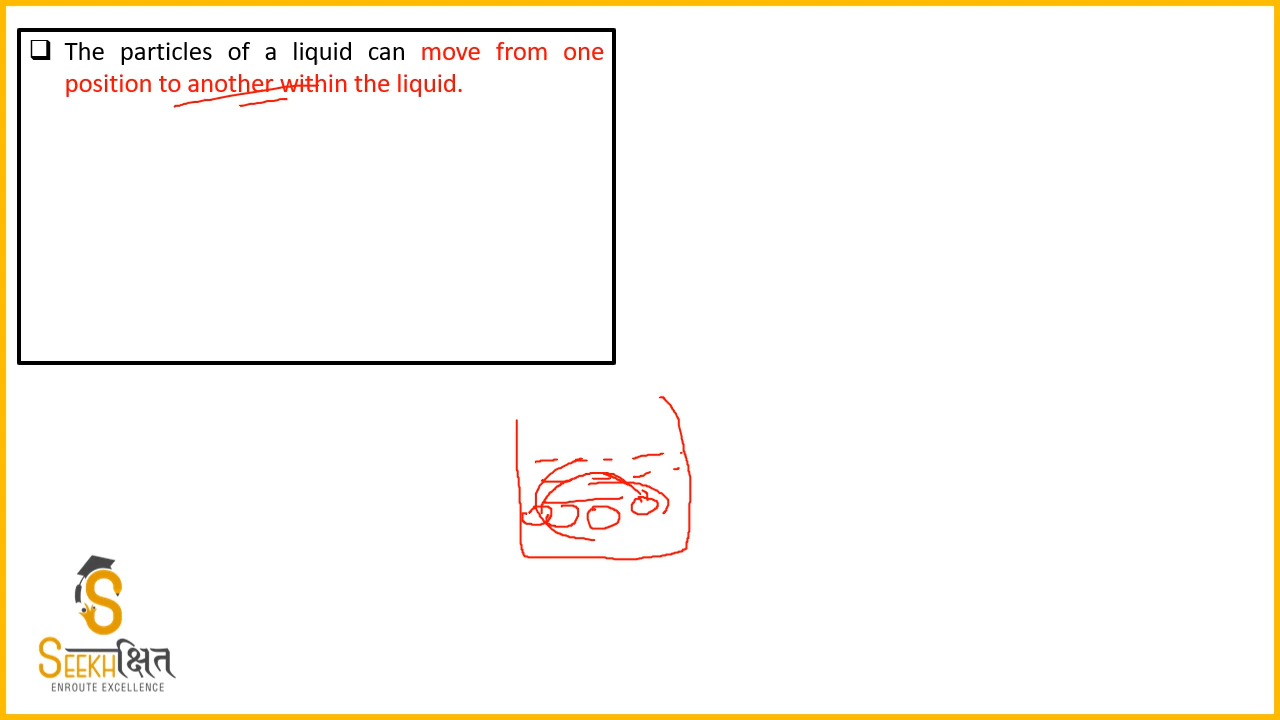 ❑ The particles of a liquid can move from one
position to another within the liquid.
S
SEEKHक्षित
ENROUTE EXCELLENCE